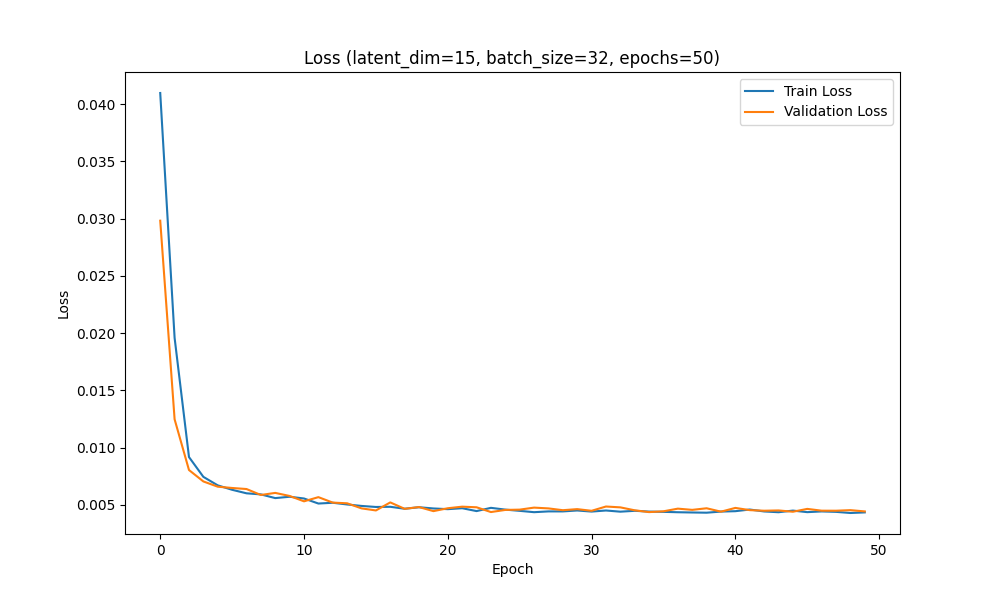 Loss (latent_dim=15, batch_size=32, epochs=50)
Train Loss
Validation Loss
0.040
0.035
0.030
0.025
0.020
0.015
0.010
0.005
Loss
0 10 20 30 40 50
Epoch